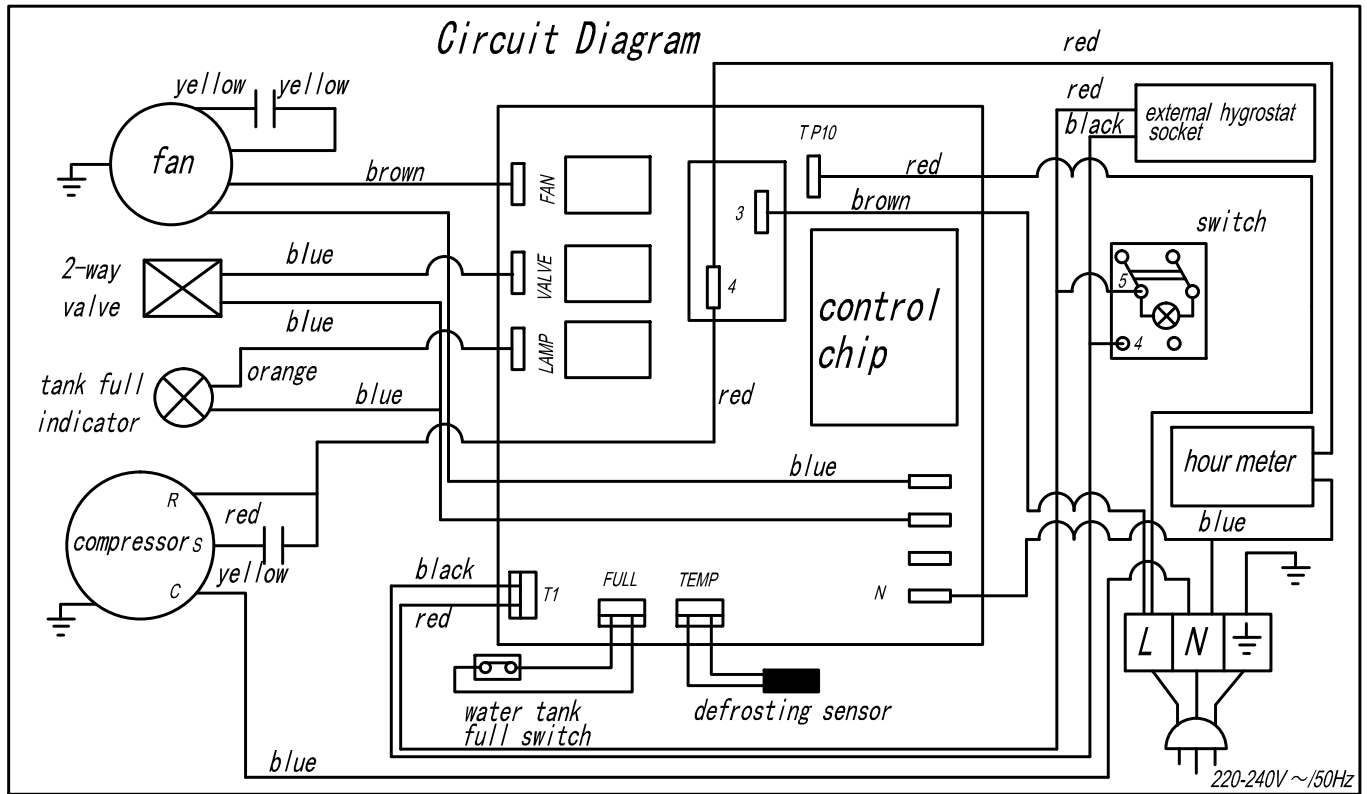 Circuit Diagram
red
yellow yellow
red
external hygrostat
socket
black
TP10
fan
brown
FAN
red
brown
3
switch
2-way
valve
blue
VALVE
4
control
chip
5
blue
LAMP
4
tank full
indicator
orange
blue
red
hour meter
blue
R
red
compressor S
yellow
C
blue
black
T1
red
FULL
TEMP
N
L N
water tank
full switch
defrosting sensor
blue
220-240V～/50Hz